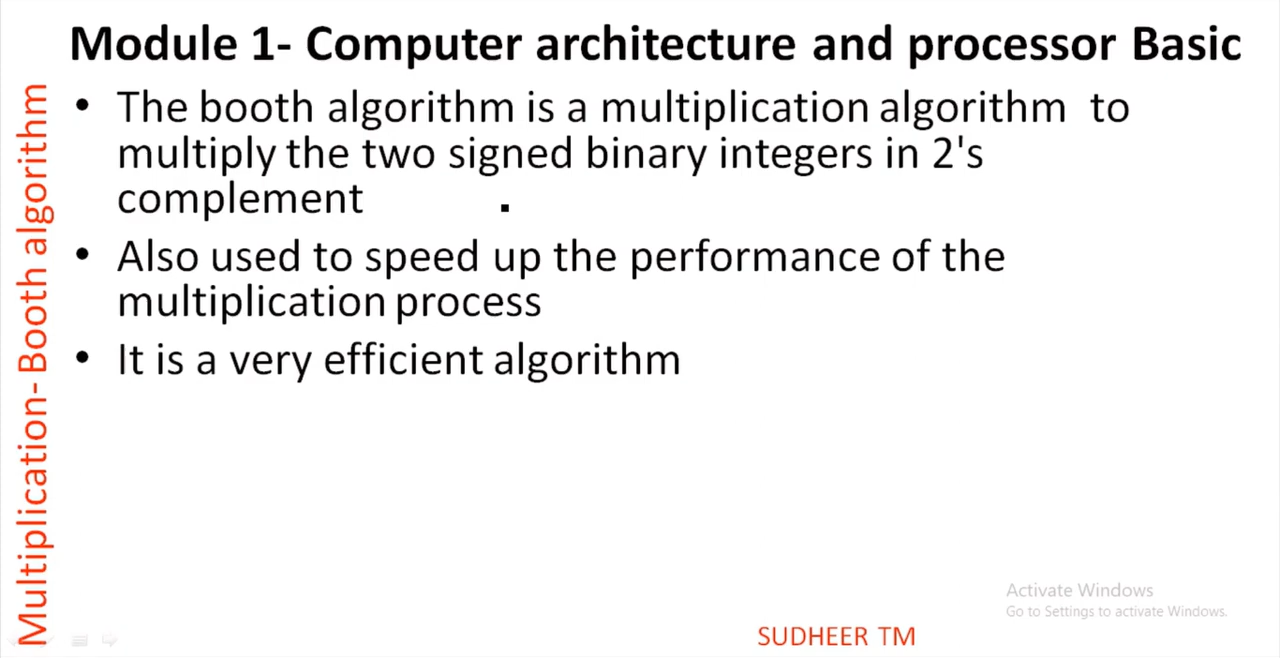 Module 1- Computer architecture and processor Basic
Multiplication- Booth algorithm
• The booth algorithm is a multiplication algorithm to
multiply the two signed binary integers in 2's
complement
• Also used to speed up the performance of the
multiplication process
• It is a very efficient algorithm
Activate Windows
Go to Settings to activate Windows.
SUDHEER TM